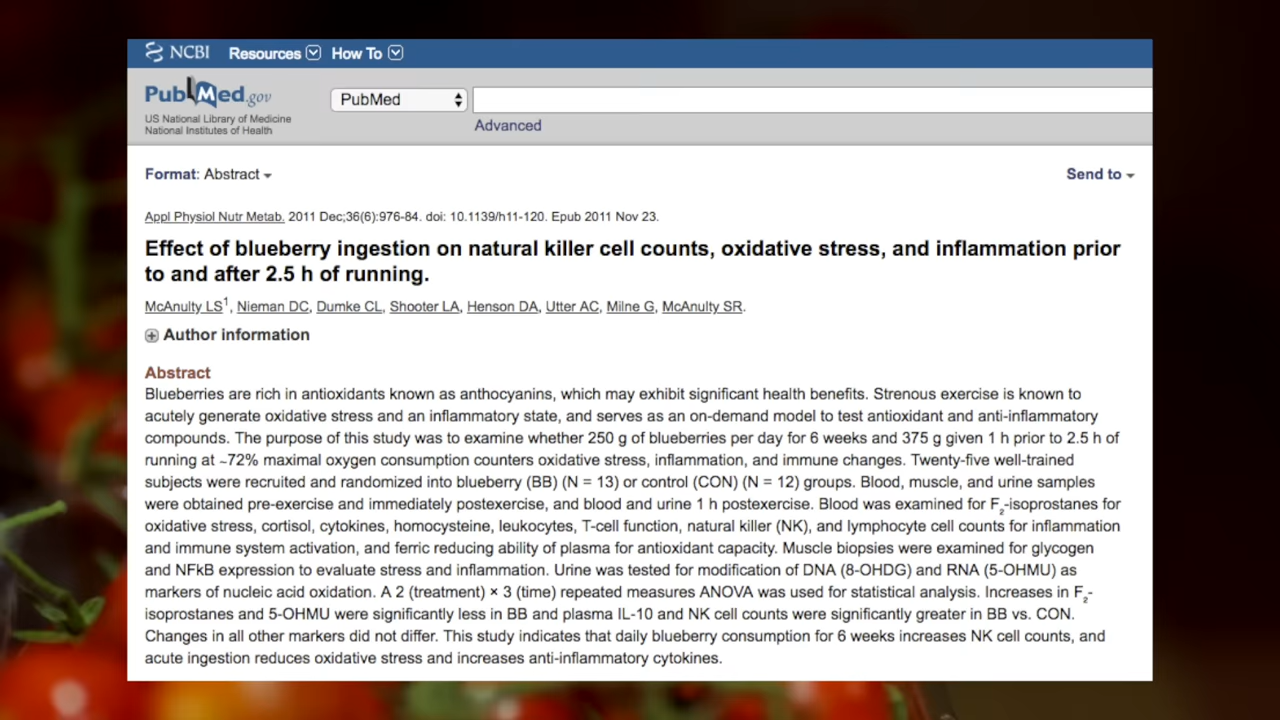 NCBI Resources How To
PubMed.gov
US National Library of Medicine
National Institutes of Health
PubMed
Advanced
Format: Abstract
Send to
Appl Physiol Nutr Metab. 2011 Dec;36(6):976-84. doi: 10.1139/h11-120. Epub 2011 Nov 23.
Effect of blueberry ingestion on natural killer cell counts, oxidative stress, and inflammation prior
to and after 2.5 h of running.
McAnulty LS1, Nieman DC, Dumke CL, Shooter LA, Henson DA, Utter AC, Milne G, McAnulty SR.
Author information
Abstract
Blueberries are rich in antioxidants known as anthocyanins, which may exhibit significant health benefits. Strenous exercise is known to
acutely generate oxidative stress and an inflammatory state, and serves as an on-demand model to test antioxidant and anti-inflammatory
compounds. The purpose of this study was to examine whether 250 g of blueberries per day for 6 weeks and 375 g given 1 h prior to 2.5 h of
running at ~72% maximal oxygen consumption counters oxidative stress, inflammation, and immune changes. Twenty-five well-trained
subjects were recruited and randomized into blueberry (BB) (N = 13) or control (CON) (N = 12) groups. Blood, muscle, and urine samples
were obtained pre-exercise and immediately postexercise, and blood and urine 1 h postexercise. Blood was examined for F2-isoprostanes for
oxidative stress, cortisol, cytokines, homocysteine, leukocytes, T-cell function, natural killer (NK), and lymphocyte cell counts for inflammation
and immune system activation, and ferric reducing ability of plasma for antioxidant capacity. Muscle biopsies were examined for glycogen
and NFkB expression to evaluate stress and inflammation. Urine was tested for modification of DNA (8-OHDG) and RNA (5-OHMU) as
markers of nucleic acid oxidation. A 2 (treatment) × 3 (time) repeated measures ANOVA was used for statistical analysis. Increases in F2-
isoprostanes and 5-OHMU were significantly less in BB and plasma IL-10 and NK cell counts were significantly greater in BB vs. CON.
Changes in all other markers did not differ. This study indicates that daily blueberry consumption for 6 weeks increases NK cell counts, and
acute ingestion reduces oxidative stress and increases anti-inflammatory cytokines.